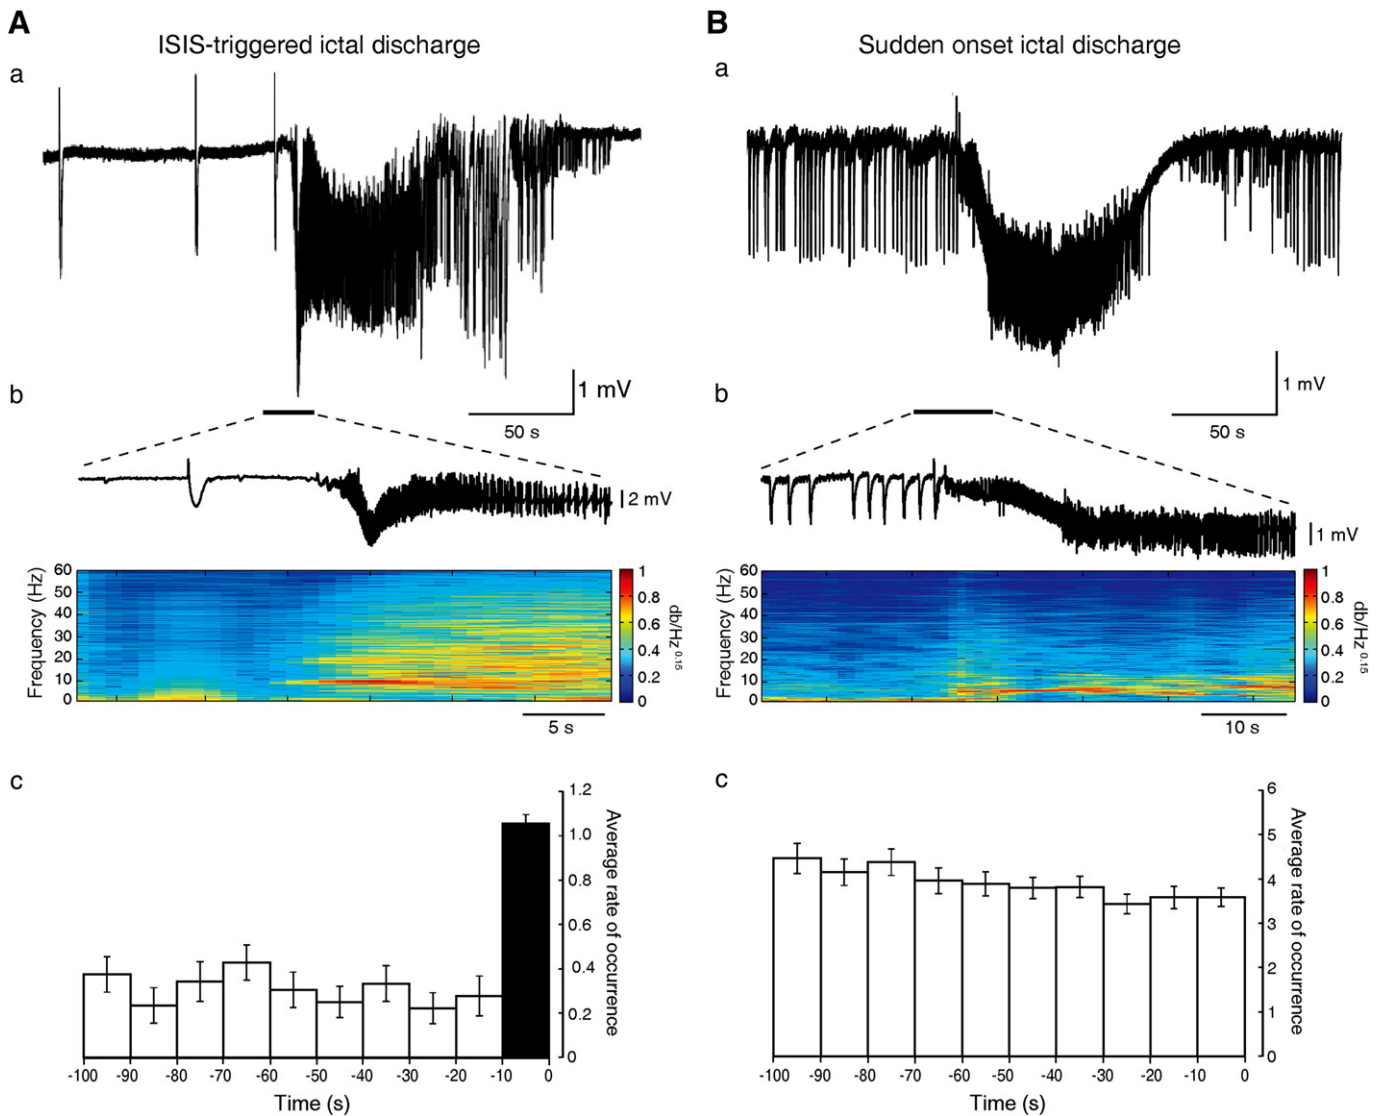 A
ISIS-triggered ictal discharge
a
1 mV
50 s
b
2 mV
60
50
40
30
20
10
0
Frequency (Hz)
1
0.8
0.6
0.4
0.2
0
db/Hz^0.15
5 s
c
1.2
1.0
0.8
0.6
0.4
0.2
0
Average rate of occurrence
-100 -90 -80 -70 -60 -50 -40 -30 -20 -10 0
Time (s)
B
Sudden onset ictal discharge
a
1 mV
50 s
b
1 mV
60
50
40
30
20
10
0
Frequency (Hz)
1
0.8
0.6
0.4
0.2
0
db/Hz^0.15
10 s
c
6
5
4
3
2
1
0
Average rate of occurrence
-100 -90 -80 -70 -60 -50 -40 -30 -20 -10 0
Time (s)